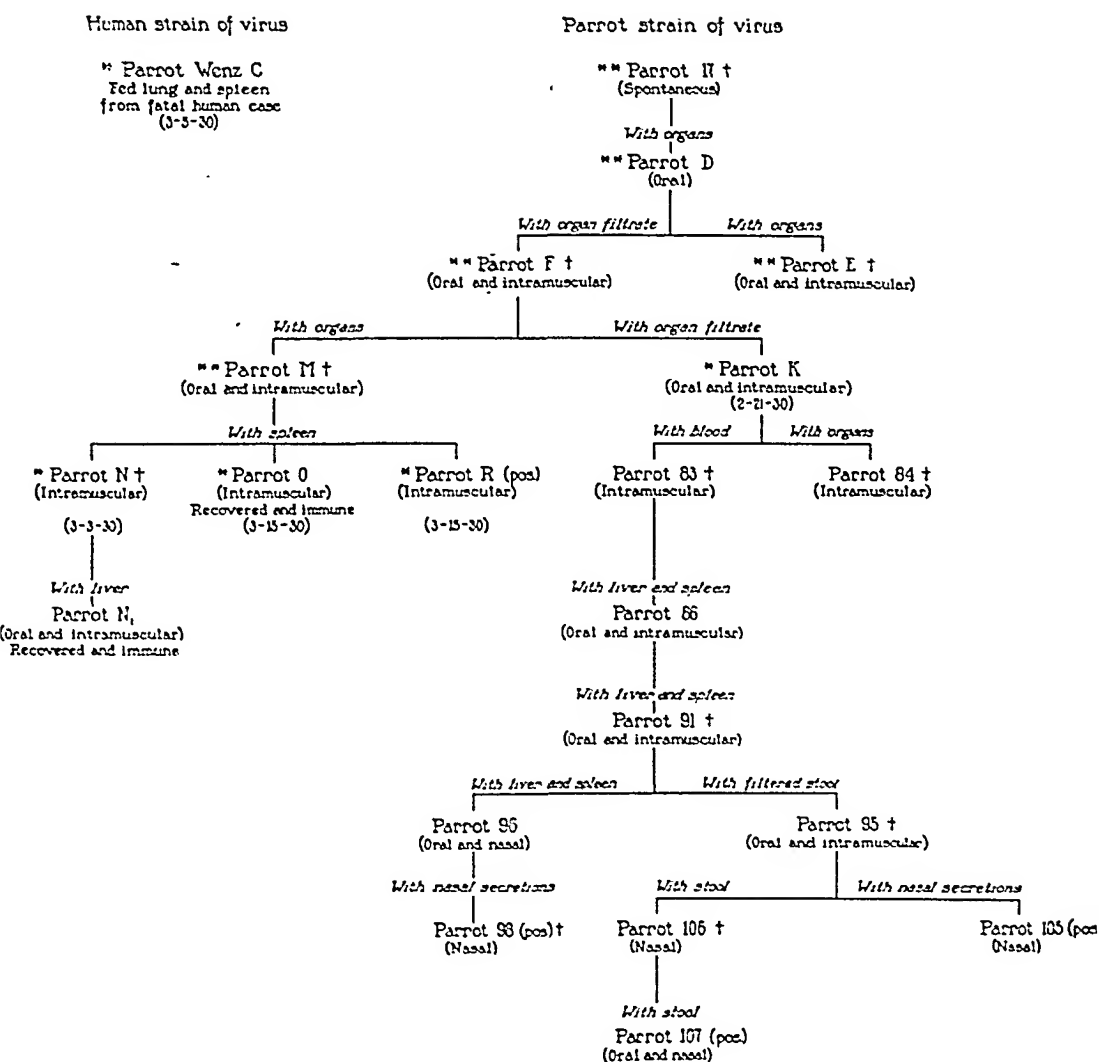 Human strain of virus
Parrot strain of virus
* Parrot Wenz C
Fed lung and spleen
from fatal human case
(3-5-30)
** Parrot 17 †
(Spontaneous)
With organs
** Parrot D
(Oral)
With organ filtrate
With organs
** Parrot F †
(Oral and intramuscular)
** Parrot E †
(Oral and intramuscular)
With organs
With organ filtrate
** Parrot M †
(Oral and intramuscular)
* Parrot K
(Oral and intramuscular)
(2-21-30)
With spleen
With blood
With organs
* Parrot N †
(Intramuscular)
(3-3-30)
* Parrot O
(Intramuscular)
Recovered and immune
(3-15-30)
* Parrot R (pos.)
(Intramuscular)
(3-15-30)
Parrot 83 †
(Intramuscular)
Parrot 84 †
(Intramuscular)
With liver
Parrot N₁
(Oral and intramuscular)
Recovered and immune
With liver and spleen
Parrot 86
(Oral and intramuscular)
With liver and spleen
Parrot 91 †
(Oral and intramuscular)
With liver and spleen
With filtered stool
Parrot 96
(Oral and nasal)
Parrot 95 †
(Oral and intramuscular)
With nasal secretions
With stool
With nasal secretions
Parrot 98 (pos) †
(Nasal)
Parrot 106 †
(Nasal)
Parrot 105 (pos
(Nasal)
With stool
Parrot 107 (pos.)
(Oral and nasal)